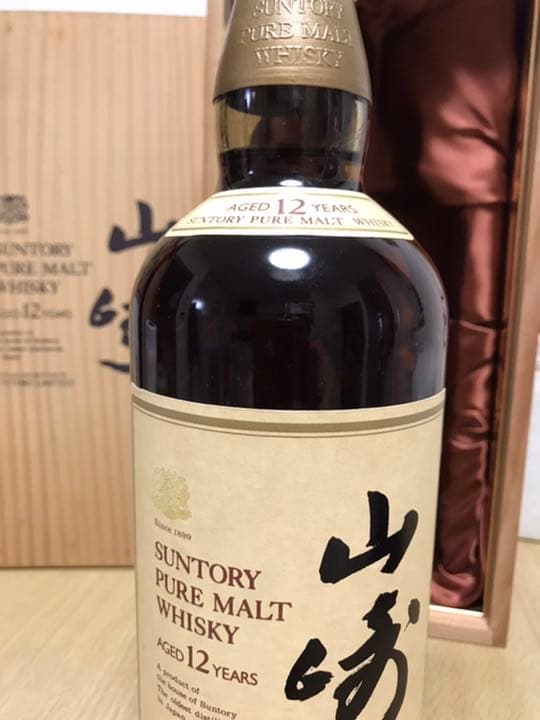 SUNTORY
PURE MALT
WHISKY
AGED 12 YEARS
SUNTORY PURE MALT WHISKY
Since 1899
SUNTORY
PURE MALT
WHISKY
AGED 12 YEARS
A product of
the house of Suntory
The oldest
in Japan
山崎
SUNTORY
PURE MALT
WHISKY
AGED 12 YEARS
山